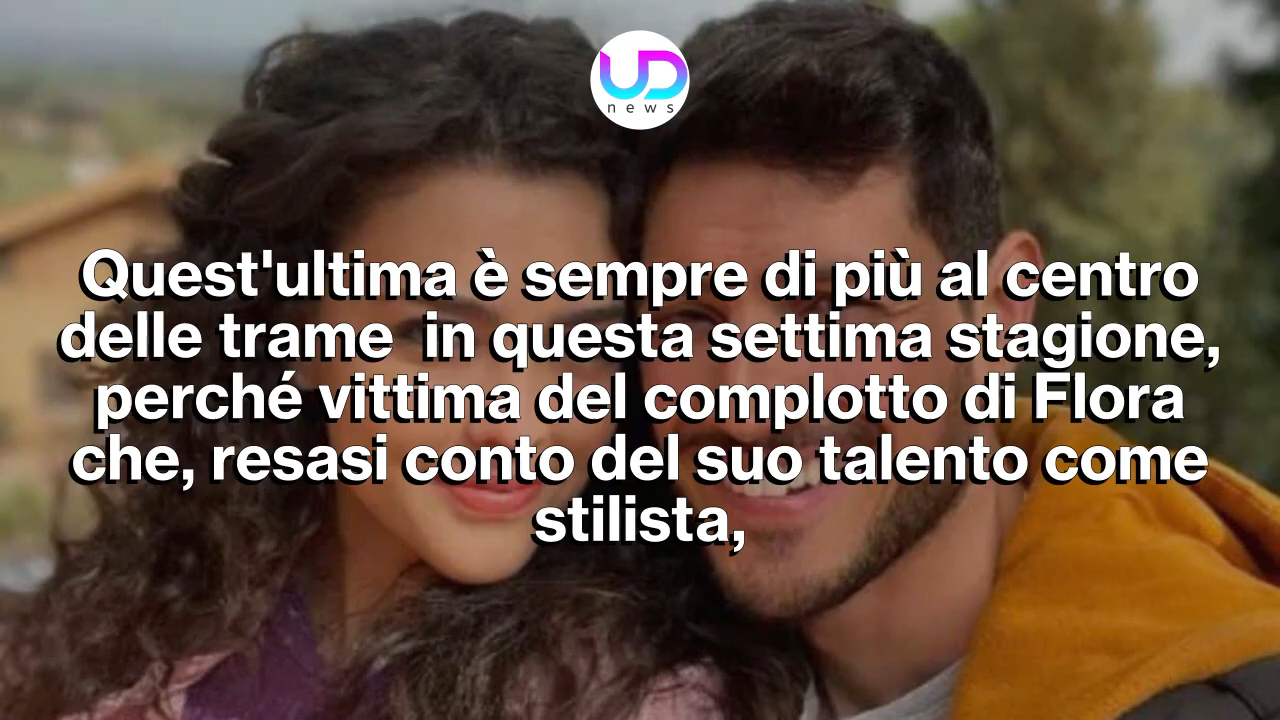 UD
news
Quest'ultima è sempre di più al centro
delle trame  in questa settima stagione,
perché vittima del complotto di Flora
che, resasi conto del suo talento come
stilista,